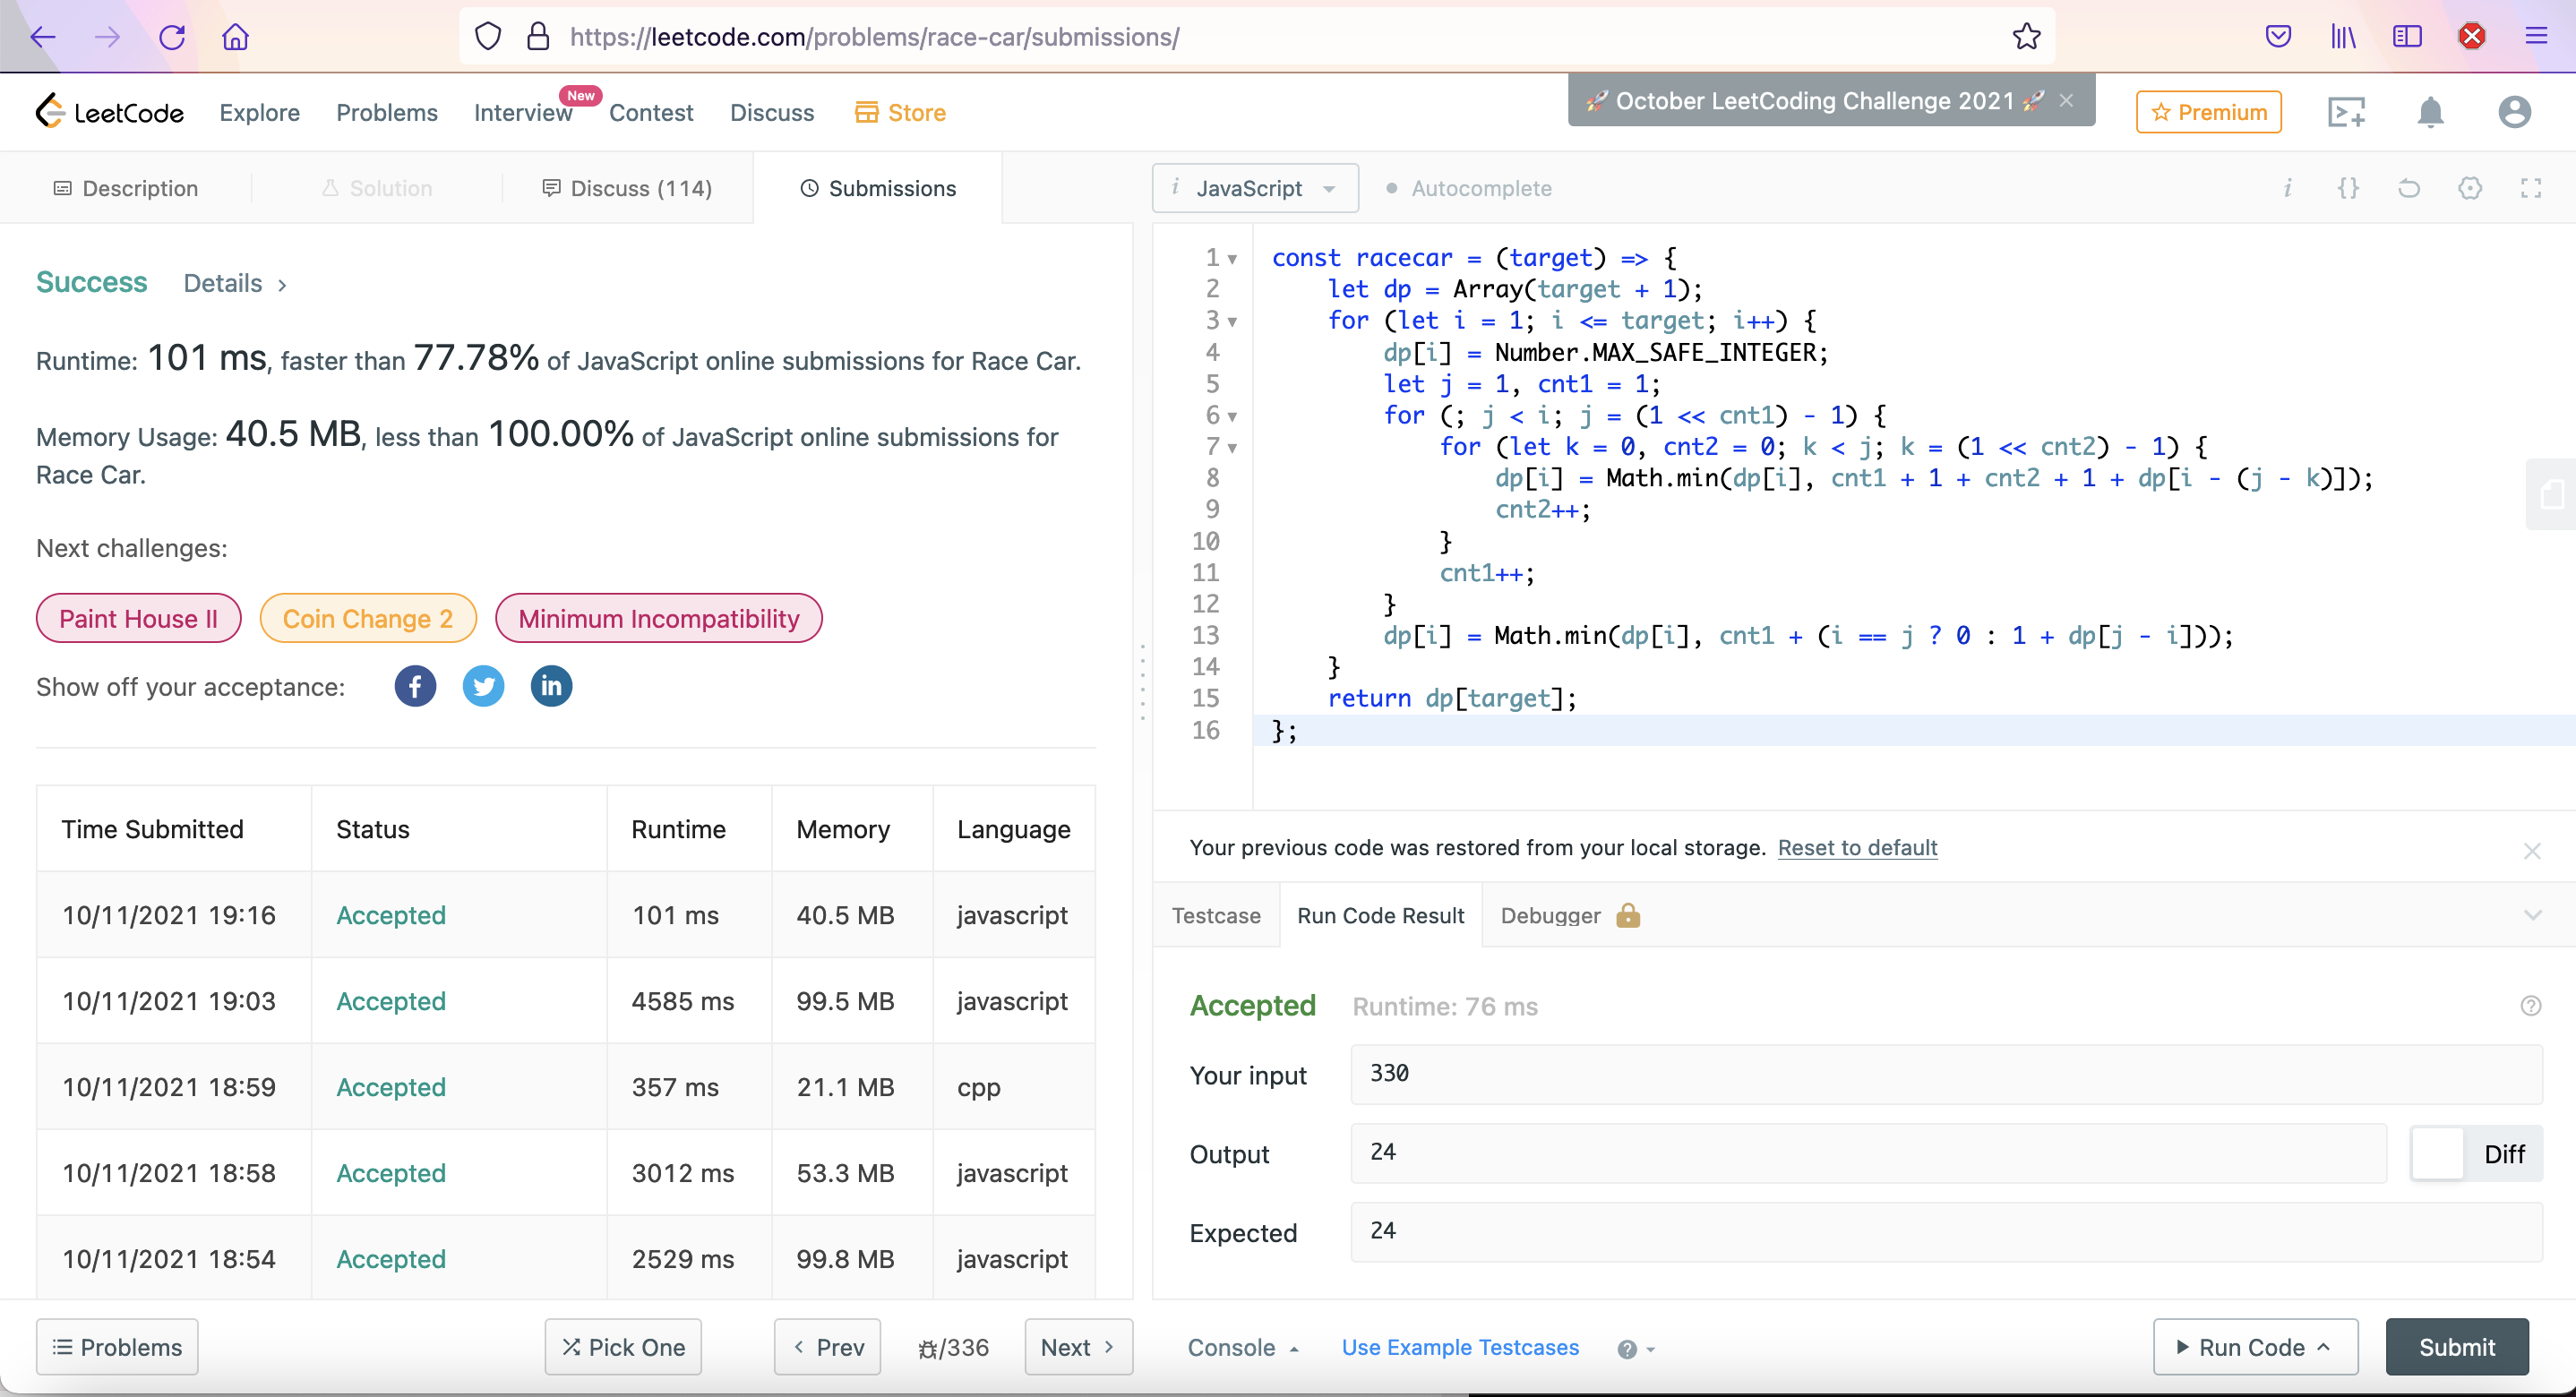 https://leetcode.com/problems/race-car/submissions/
LeetCode Explore Problems Interview New Contest Discuss Store
🚀 October LeetCoding Challenge 2021 🚀 ×
Premium
Description Solution Discuss (114) Submissions
Success Details >
Runtime: 101 ms, faster than 77.78% of JavaScript online submissions for Race Car.
Memory Usage: 40.5 MB, less than 100.00% of JavaScript online submissions for
Race Car.
Next challenges:
Paint House II Coin Change 2 Minimum Incompatibility
Show off your acceptance: f in
Time Submitted Status Runtime Memory Language
10/11/2021 19:16 Accepted 101 ms 40.5 MB javascript
10/11/2021 19:03 Accepted 4585 ms 99.5 MB javascript
10/11/2021 18:59 Accepted 357 ms 21.1 MB cpp
10/11/2021 18:58 Accepted 3012 ms 53.3 MB javascript
10/11/2021 18:54 Accepted 2529 ms 99.8 MB javascript
Problems Pick One < Prev /336 Next >
i JavaScript Autocomplete i {}
1 const racecar = (target) => {
2 let dp = Array(target + 1);
3 for (let i = 1; i <= target; i++) {
4 dp[i] = Number.MAX_SAFE_INTEGER;
5 let j = 1, cnt1 = 1;
6 for (; j < i; j = (1 << cnt1) - 1) {
7 for (let k = 0, cnt2 = 0; k < j; k = (1 << cnt2) - 1) {
8 dp[i] = Math.min(dp[i], cnt1 + 1 + cnt2 + 1 + dp[i - (j - k)]);
9 cnt2++;
10 }
11 cnt1++;
12 }
13 dp[i] = Math.min(dp[i], cnt1 + (i == j ? 0 : 1 + dp[j - i]));
14 }
15 return dp[target];
16 };
Your previous code was restored from your local storage. Reset to default
Testcase Run Code Result Debugger
Accepted Runtime: 76 ms
Your input 330
Output 24 Diff
Expected 24
Console Use Example Testcases ? Run Code Submit